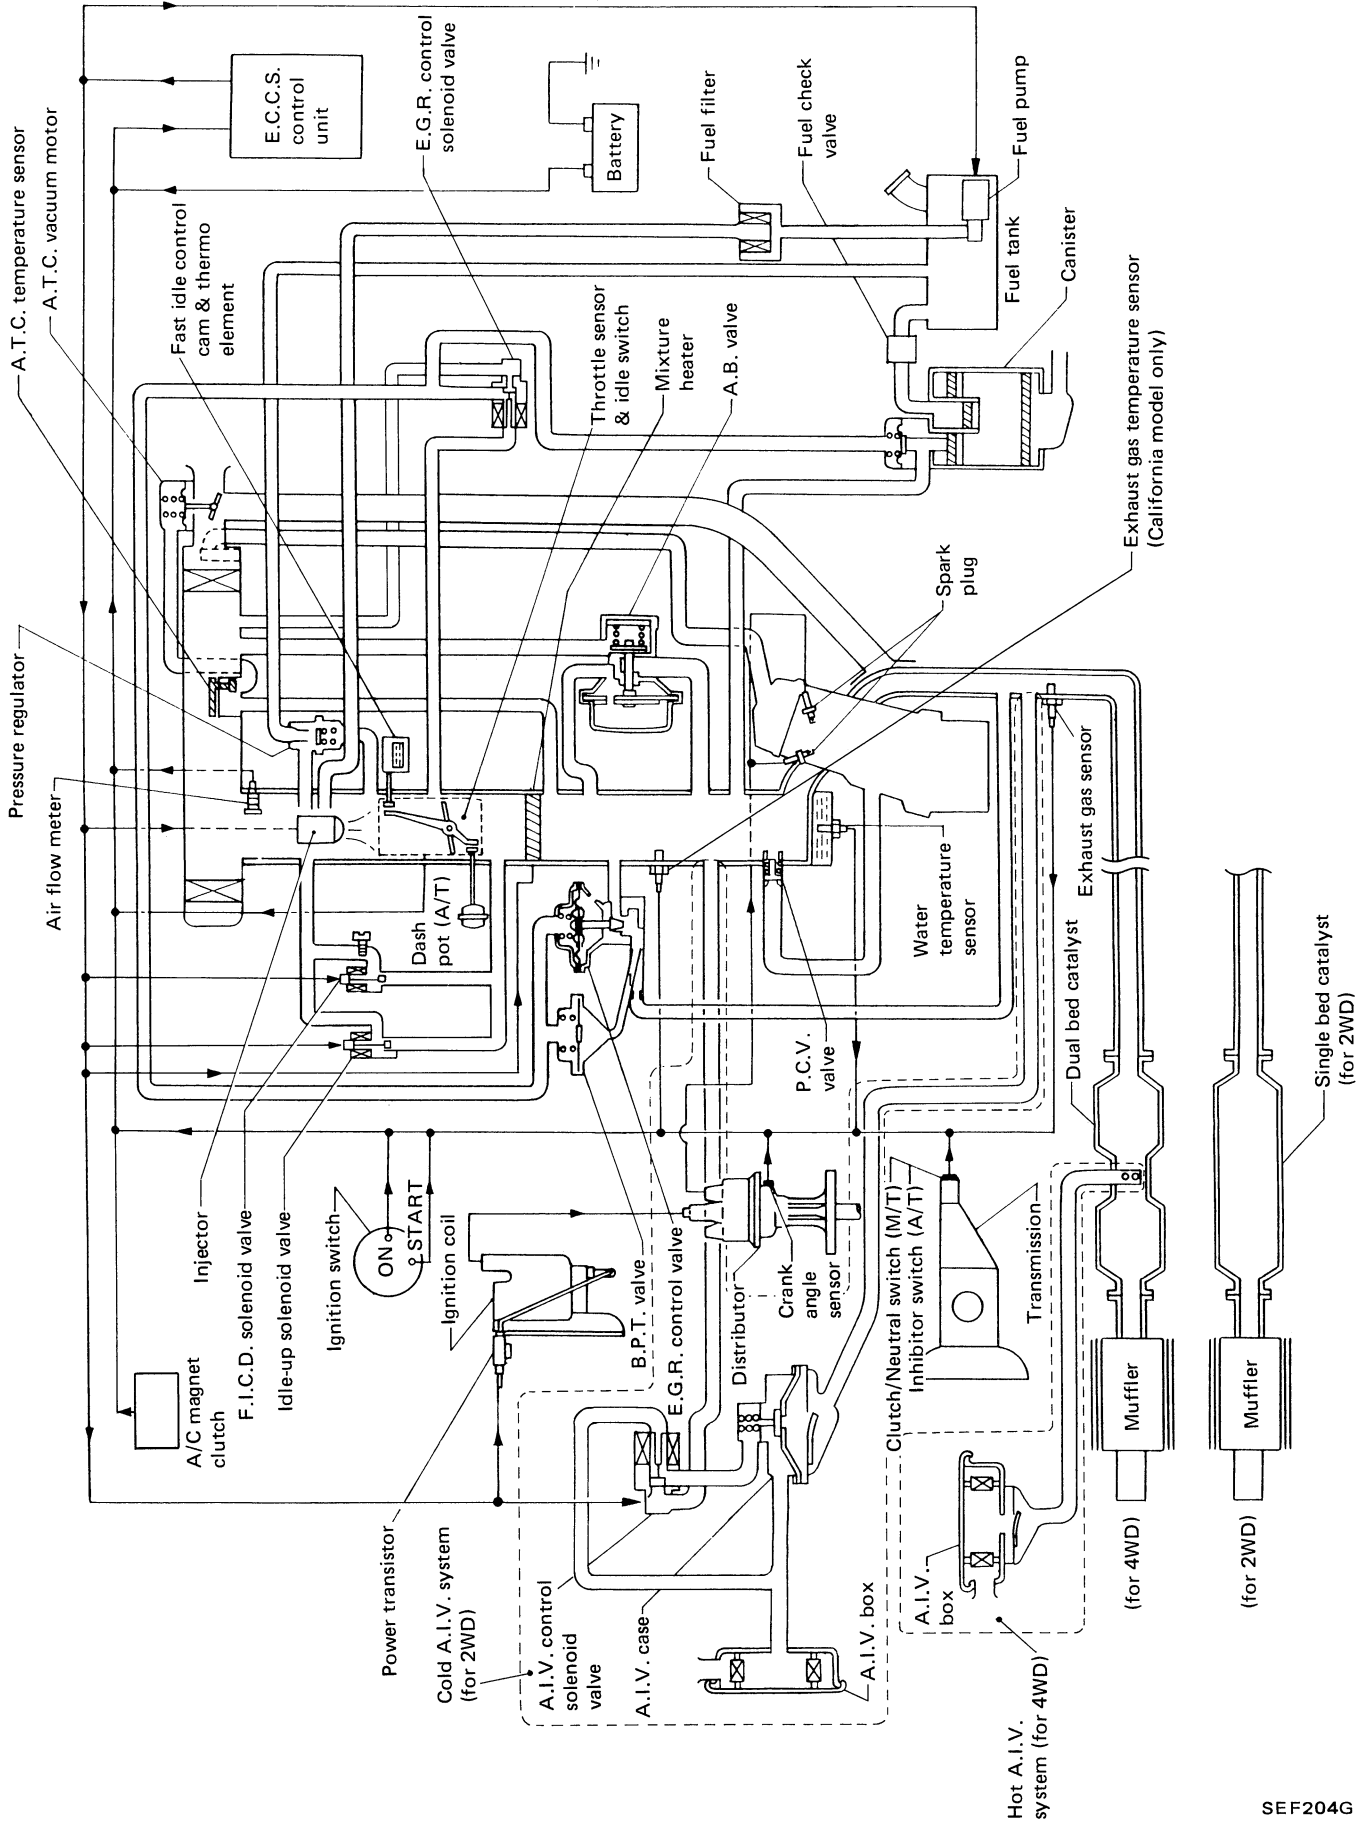 A.T.C. temperature sensor
A.T.C. vacuum motor
E.C.C.S.
control
unit
E.G.R. control
solenoid valve
Battery
Fuel filter
Fuel check
valve
Fuel pump
Fuel tank
Canister
Fast idle control
cam & thermo
element
Throttle sensor
& idle switch
Mixture
heater
A.B. valve
Exhaust gas temperature sensor
(California model only)
Spark
plug
Pressure regulator
Air flow meter
Dash
pot (A/T)
Water
temperature
sensor
Exhaust gas sensor
P.C.V.
valve
Dual bed catalyst
Single bed catalyst
(for 2WD)
Injector
F.I.C.D. solenoid valve
Idle-up solenoid valve
Ignition switch
ON
START
Ignition coil
B.P.T. valve
E.G.R. control valve
Distributor
Crank
angle
sensor
Clutch/Neutral switch (M/T)
Inhibitor switch (A/T)
Transmission
Muffler
Muffler
A/C magnet
clutch
Power transistor
Cold A.I.V. system
(for 2WD)
A.I.V. control
solenoid
valve
A.I.V. case
A.I.V. box
A.I.V.
box
Hot A.I.V.
system (for 4WD)
(for 4WD)
(for 2WD)
SEF204G